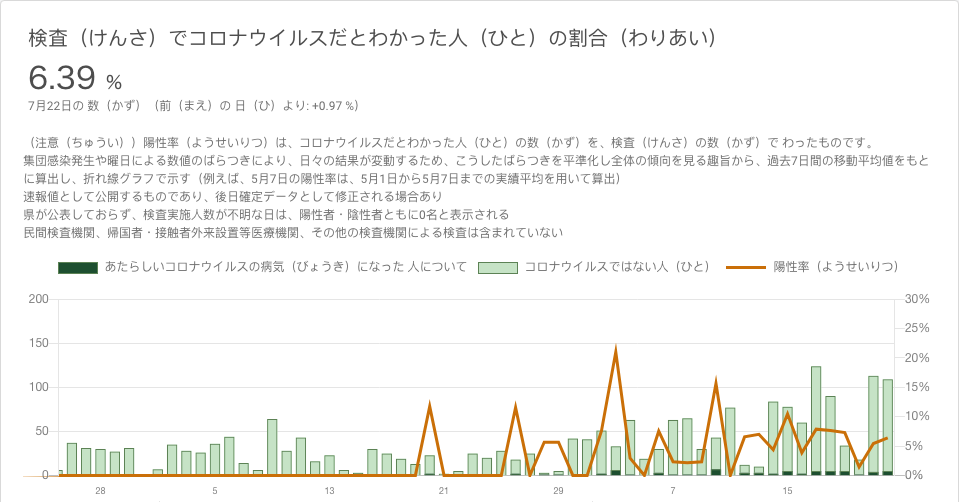 検査（けんさ）でコロナウイルスだとわかった人（ひと）の割合（わりあい）
6.39 %
7月22日の 数（かず）（前（まえ）の 日（ひ）より: +0.97 %）
（注意（ちゅうい））陽性率（ようせいりつ）は、コロナウイルスだとわかった人（ひと）の数（かず）を、検査（けんさ）の数（かず）で わったものです。
集団感染発生や曜日による数値のばらつきにより、日々の結果が変動するため、こうしたばらつきを平準化し全体の傾向を見る趣旨から、過去7日間の移動平均値をもと
に算出し、折れ線グラフで示す（例えば、5月7日の陽性率は、5月1日から5月7日までの実績平均を用いて算出）
速報値として公開するものであり、後日確定データとして修正される場合あり
県が公表しておらず、検査実施人数が不明な日は、陽性者・陰性者ともに0名と表示される
民間検査機関、帰国者・接触者外来設置等医療機関、その他の検査機関による検査は含まれていない
あたらしいコロナウイルスの病気（びょうき）になった 人について コロナウイルスではない人（ひと） 陽性率（ようせいりつ）
200 30%
25%
150 20%
100 15%
10%
50 5%
0 0%
28 5 13 21 29 7 15